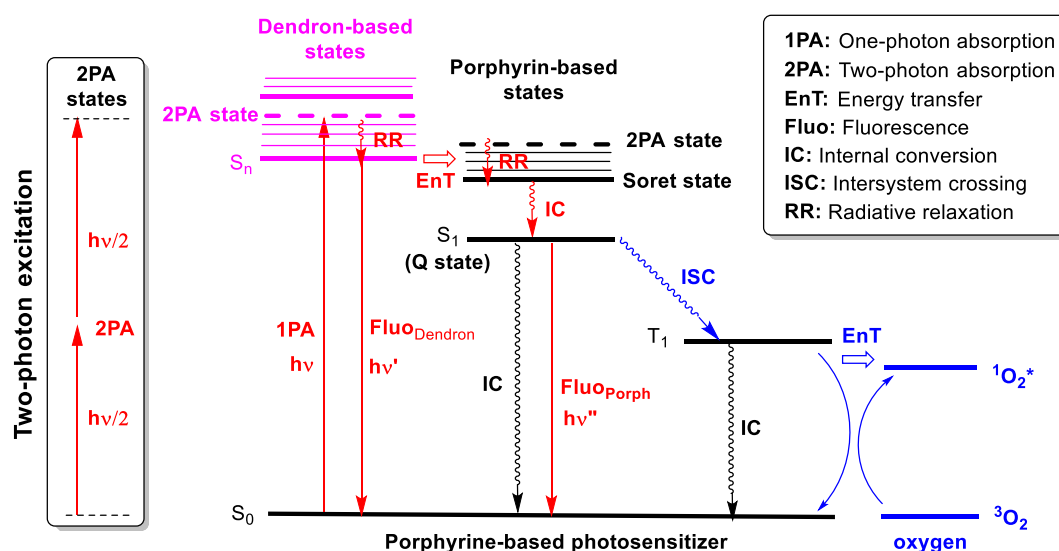 Two-photon excitation
2PA
states
hν/2
2PA
hν/2
Dendron-based
states
2PA state
RR
Sn
EnT
Porphyrin-based
states
2PA state
RR
Soret state
IC
S1
(Q state)
ISC
1PA
hν
FluoDendron
hν'
IC
FluoPorph
hν"
T1
EnT
1O2*
IC
S0
3O2
Porphyrine-based photosensitizer
oxygen
1PA: One-photon absorption
2PA: Two-photon absorption
EnT: Energy transfer
Fluo: Fluorescence
IC: Internal conversion
ISC: Intersystem crossing
RR: Radiative relaxation